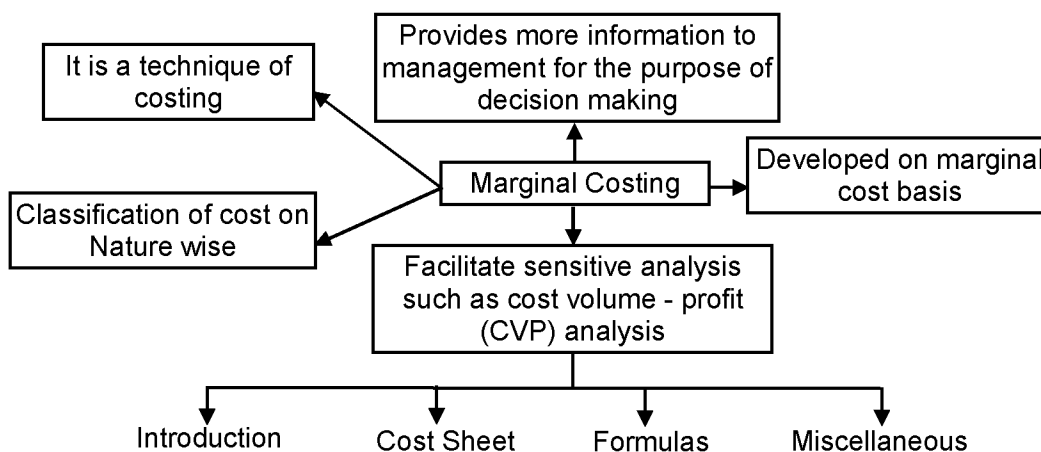 It is a technique of
costing
Provides more information to
management for the purpose of
decision making
Marginal Costing
Developed on marginal
cost basis
Classification of cost on
Nature wise
Facilitate sensitive analysis
such as cost volume - profit
(CVP) analysis
Introduction
Cost Sheet
Formulas
Miscellaneous